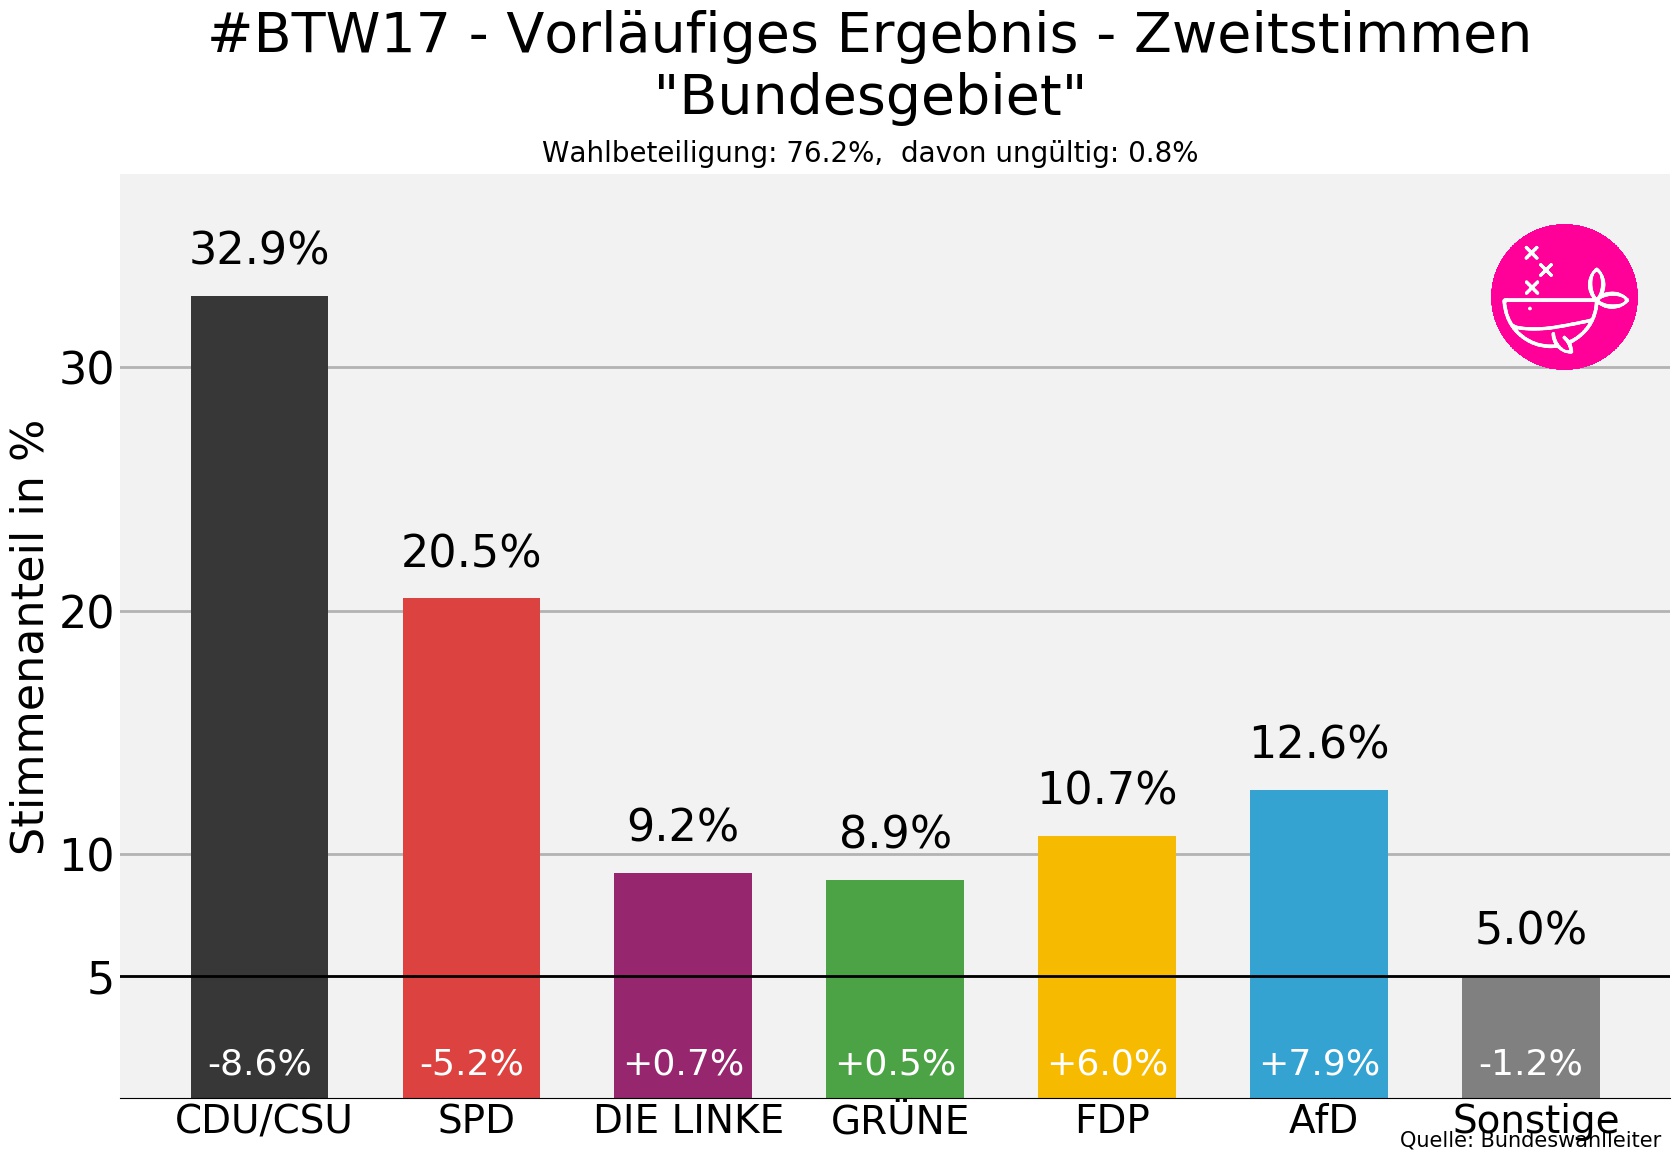 #BTW17 - Vorläufiges Ergebnis - Zweitstimmen
"Bundesgebiet"
Wahlbeteiligung: 76.2%,  davon ungültig: 0.8%
Stimmenanteil in %
30
20
10
5
32.9%
20.5%
9.2%
8.9%
10.7%
12.6%
5.0%
-8.6%
-5.2%
+0.7%
+0.5%
+6.0%
+7.9%
-1.2%
CDU/CSU
SPD
DIE LINKE
GRÜNE
FDP
AfD
Sonstige
Quelle: Bundeswahlleiter